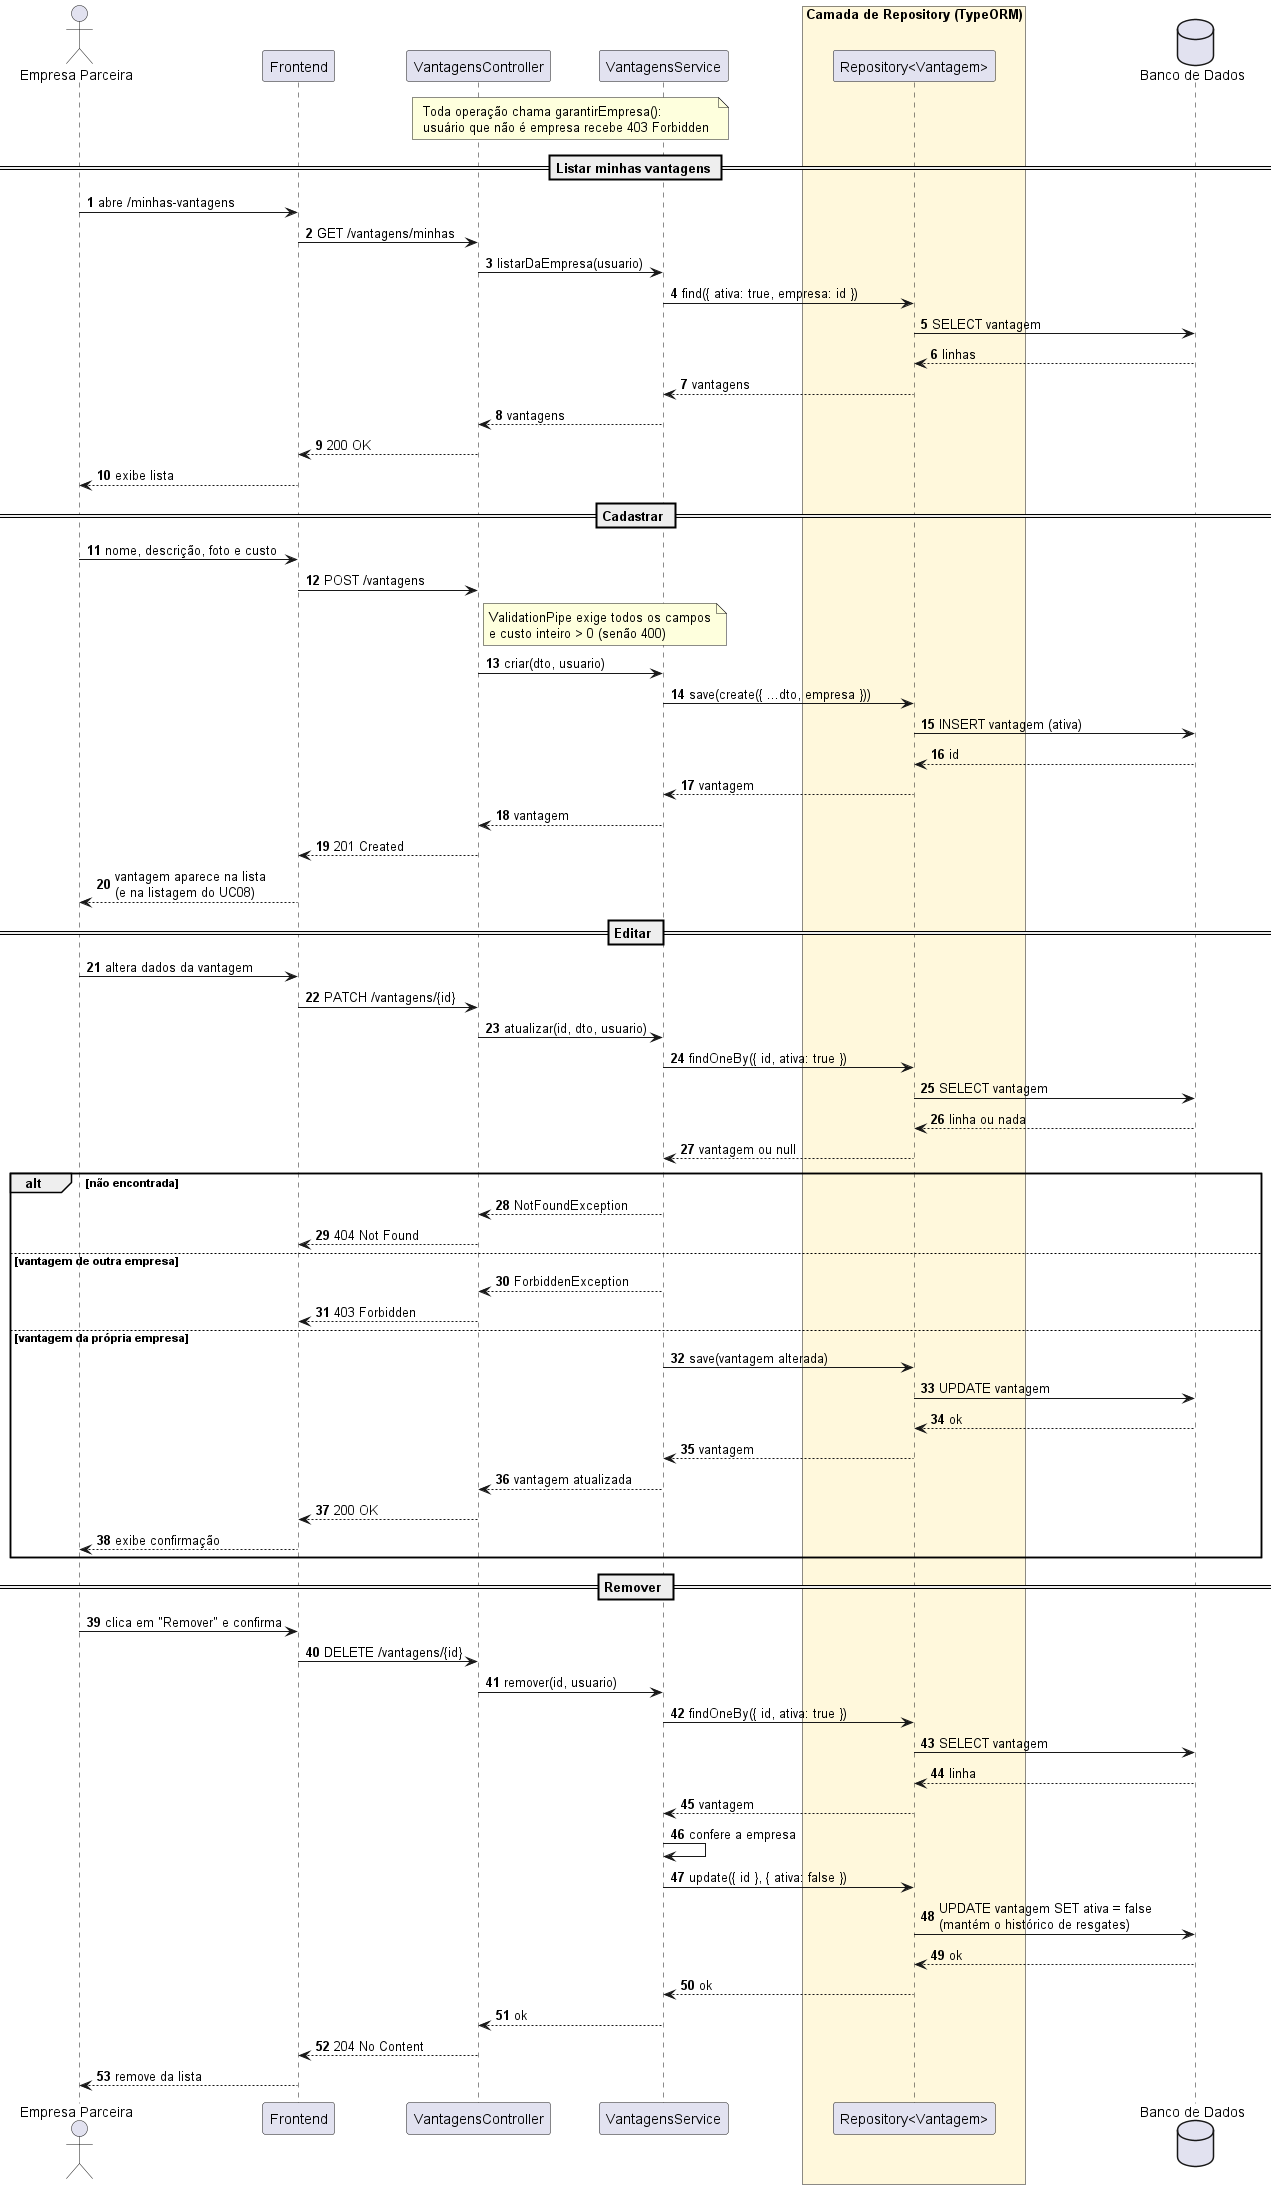 Camada de Repository (TypeORM)
Empresa Parceira
Frontend
VantagensController
VantagensService
Repository<Vantagem>
Banco de Dados
Toda operação chama garantirEmpresa():
usuário que não é empresa recebe 403 Forbidden
Listar minhas vantagens
1 abre /minhas-vantagens
2 GET /vantagens/minhas
3 listarDaEmpresa(usuario)
4 find({ ativa: true, empresa: id })
5 SELECT vantagem
6 linhas
7 vantagens
8 vantagens
9 200 OK
10 exibe lista
Cadastrar
11 nome, descrição, foto e custo
12 POST /vantagens
ValidationPipe exige todos os campos
e custo inteiro > 0 (senão 400)
13 criar(dto, usuario)
14 save(create({ ...dto, empresa }))
15 INSERT vantagem (ativa)
16 id
17 vantagem
18 vantagem
19 201 Created
20 vantagem aparece na lista
(e na listagem do UC08)
Editar
21 altera dados da vantagem
22 PATCH /vantagens/{id}
23 atualizar(id, dto, usuario)
24 findOneBy({ id, ativa: true })
25 SELECT vantagem
26 linha ou nada
27 vantagem ou null
alt [não encontrada]
28 NotFoundException
29 404 Not Found
[vantagem de outra empresa]
30 ForbiddenException
31 403 Forbidden
[vantagem da própria empresa]
32 save(vantagem alterada)
33 UPDATE vantagem
34 ok
35 vantagem
36 vantagem atualizada
37 200 OK
38 exibe confirmação
Remover
39 clica em "Remover" e confirma
40 DELETE /vantagens/{id}
41 remover(id, usuario)
42 findOneBy({ id, ativa: true })
43 SELECT vantagem
44 linha
45 vantagem
46 confere a empresa
47 update({ id }, { ativa: false })
48 UPDATE vantagem SET ativa = false
(mantém o histórico de resgates)
49 ok
50 ok
51 ok
52 204 No Content
53 remove da lista
Empresa Parceira
Frontend
VantagensController
VantagensService
Repository<Vantagem>
Banco de Dados